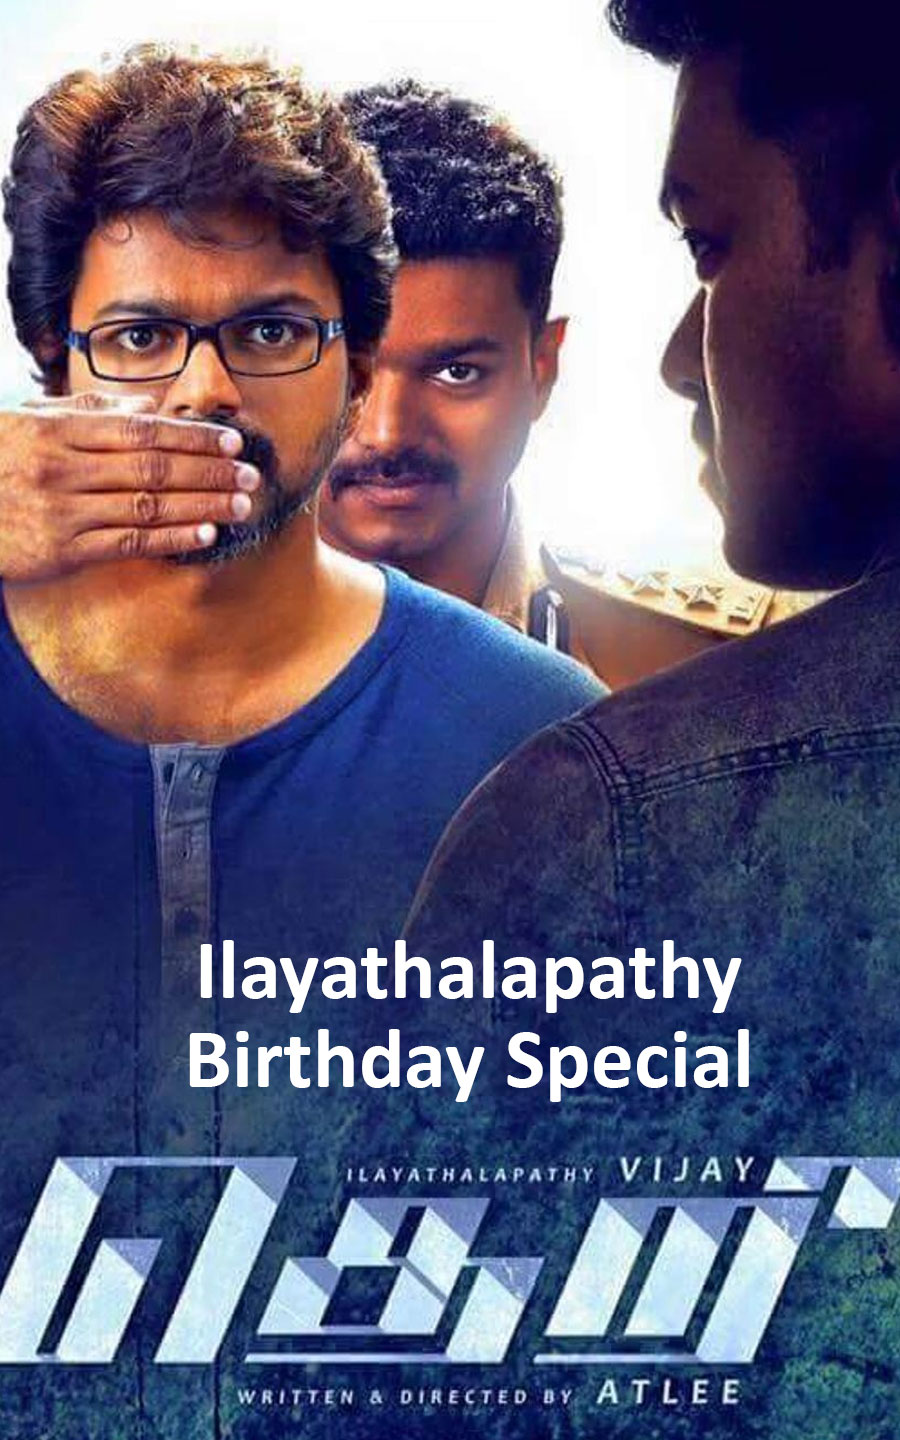 Ilayathalapathy
Birthday Special
ILAYATHALAPATHY VIJAY
தெறி
WRITTEN & DIRECTED BY ATLEE